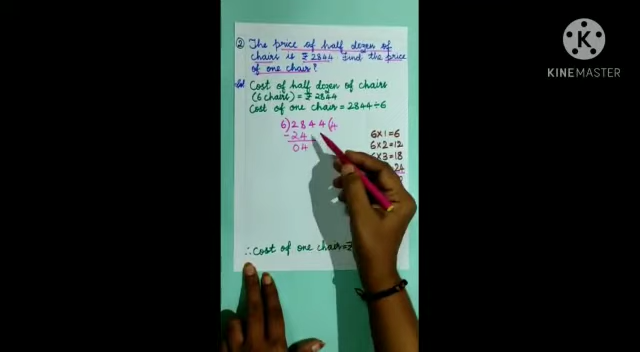 ② The price of half dozen of
chairs is ₹ 2844 Find the price
of one chair?
Sol Cost of half dozen of chairs
(6 chairs) = ₹ 2844
Cost of one chair = 2844 ÷ 6
6)2844(4
-24
04
6×1=6
6×2=12
6×3=18
24
∴ Cost of one chair = ₹
KINEMASTER